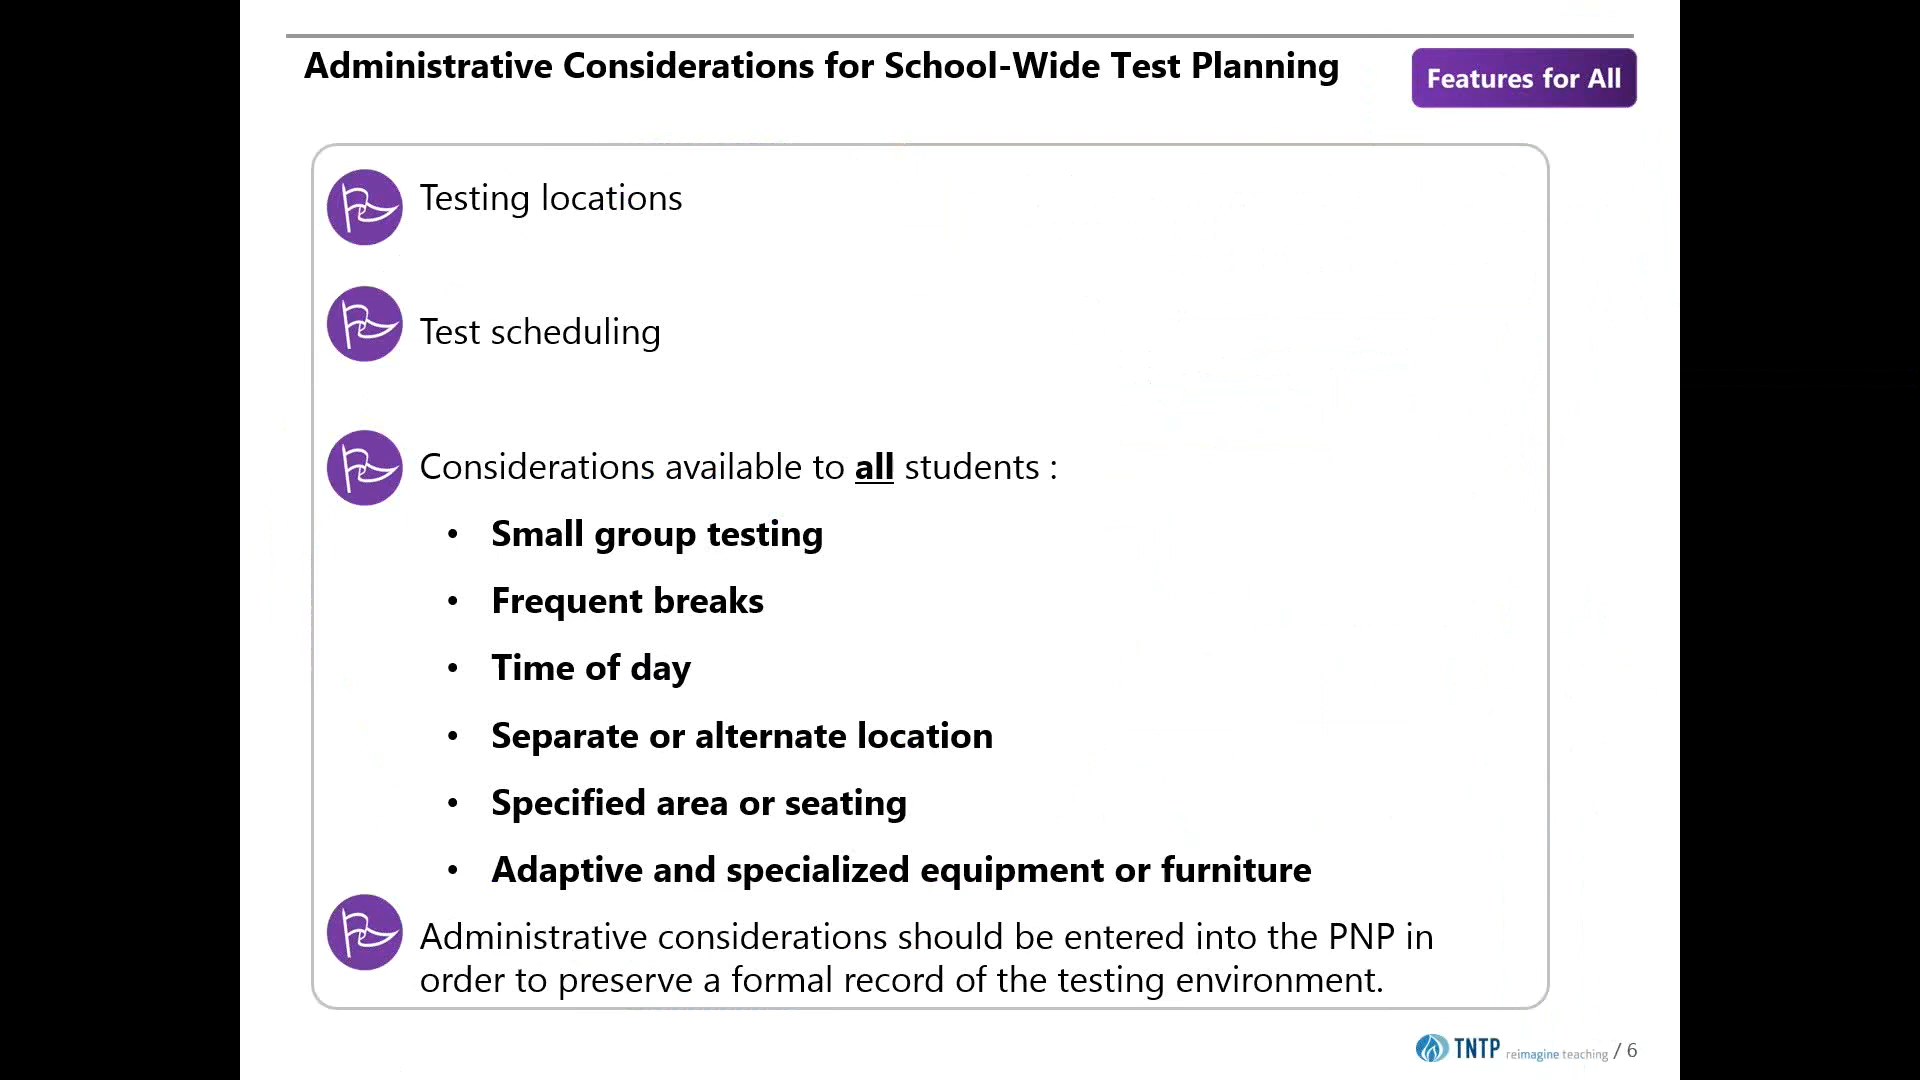 Administrative Considerations for School-Wide Test Planning
Features for All
Testing locations
Test scheduling
Considerations available to all students :
• Small group testing
• Frequent breaks
• Time of day
• Separate or alternate location
• Specified area or seating
• Adaptive and specialized equipment or furniture
Administrative considerations should be entered into the PNP in
order to preserve a formal record of the testing environment.
TNTP reimagine teaching / 6